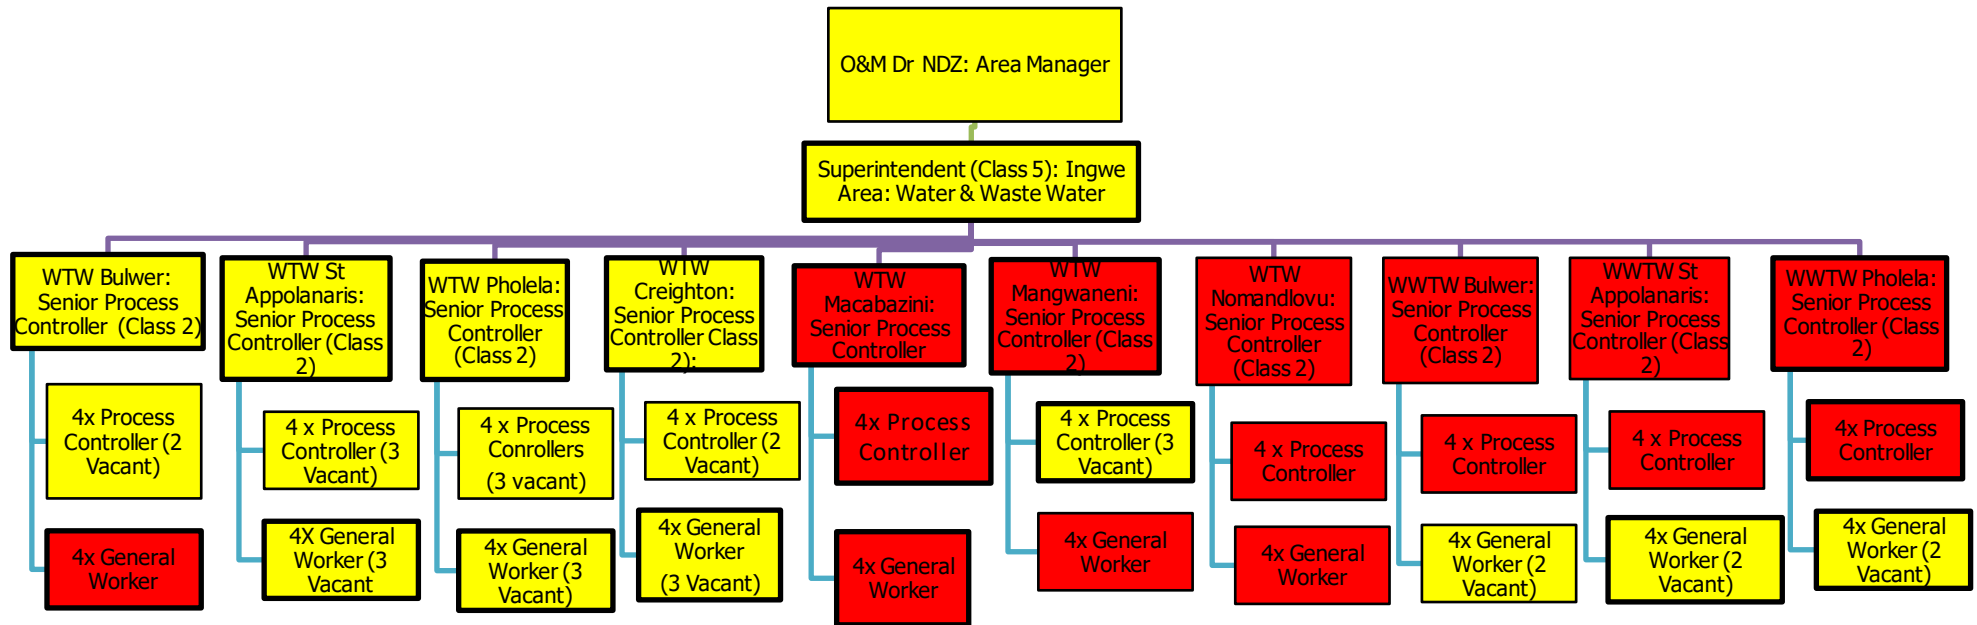 O&M Dr NDZ: Area Manager
Superintendent (Class 5): Ingwe
Area: Water & Waste Water
WTW Bulwer:
Senior Process
Controller (Class 2)
WTW St
Appolanaris:
Senior Process
Controller (Class
2)
WTW Pholela:
Senior Process
Controller
(Class 2)
WTW
Creighton:
Senior Process
Controller Class
2):
WTW
Macabazini:
Senior Process
Controller
WTW
Mangwaneni:
Senior Process
Controller (Class
2)
WTW
Nomandlovu:
Senior Process
Controller
(Class 2)
WWTW Bulwer:
Senior Process
Controller
(Class 2)
WWTW St
Appolanaris:
Senior Process
Controller (Class
2)
WWTW Pholela:
Senior Process
Controller (Class
2)
4x Process
Controller (2
Vacant)
4 x Process
Controller (3
Vacant)
4 x Process
Conrollers
(3 vacant)
4 x Process
Controller (2
Vacant)
4x Process
Controller
4 x Process
Controller (3
Vacant)
4 x Process
Controller
4 x Process
Controller
4 x Process
Controller
4x Process
Controller
4x General
Worker
4X General
Worker (3
Vacant
4x General
Worker (3
Vacant)
4x General
Worker
(3 Vacant)
4x General
Worker
4x General
Worker
4x General
Worker
4x General
Worker (2
Vacant)
4x General
Worker (2
Vacant)
4x General
Worker (2
Vacant)